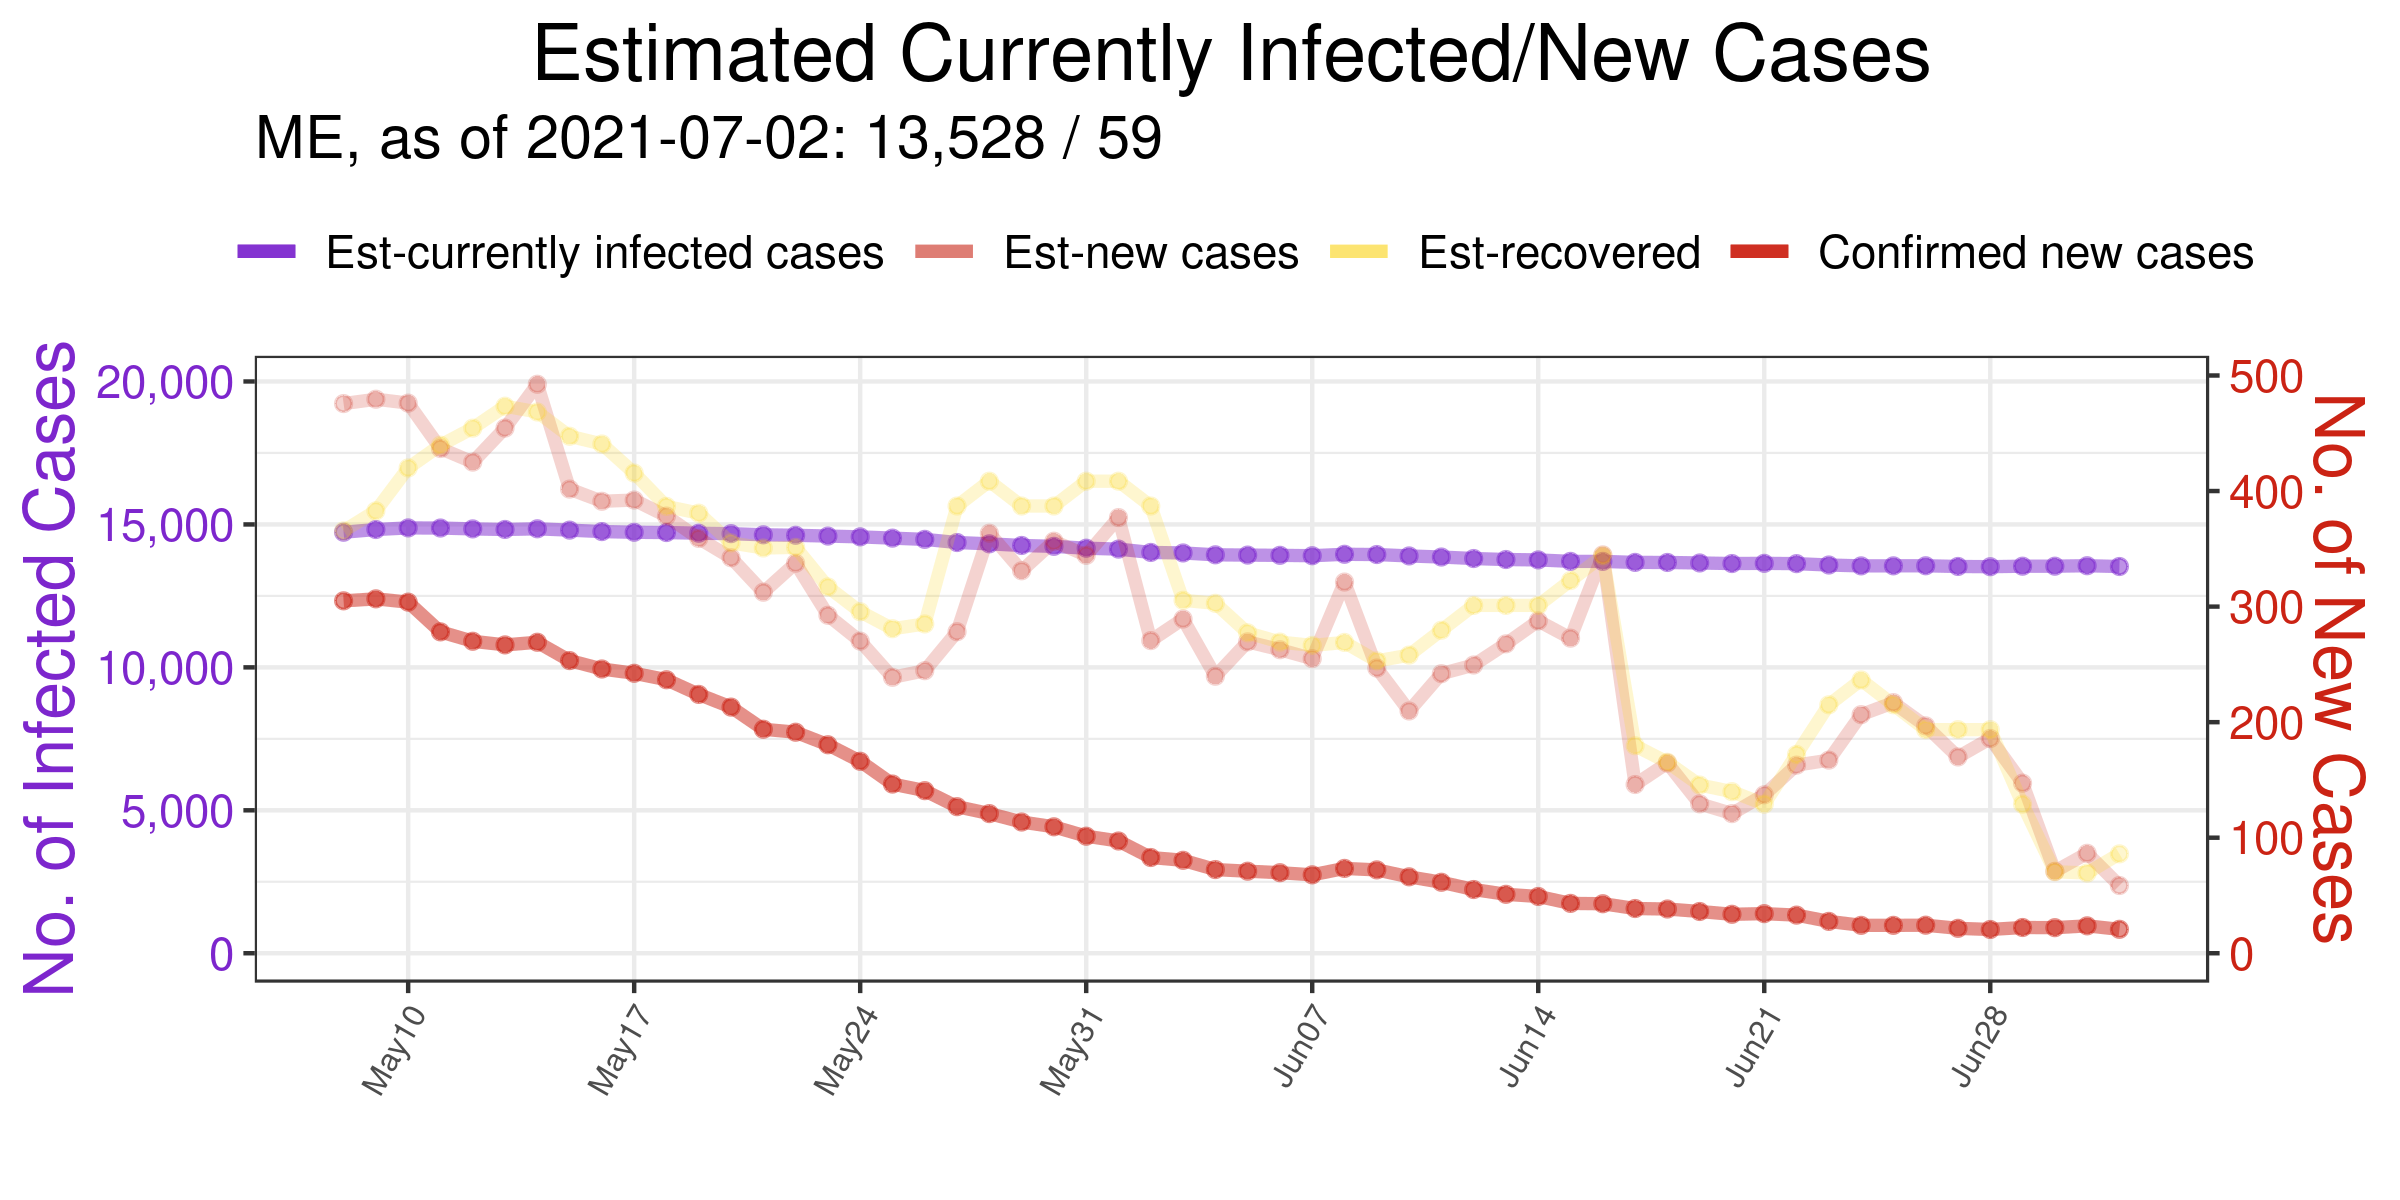 Estimated Currently Infected/New Cases
ME, as of 2021-07-02: 13,528 / 59
Est-currently infected cases Est-new cases Est-recovered Confirmed new cases
No. of Infected Cases
20,000
15,000
10,000
5,000
0
500
400
300
200
100
0
No. of New Cases
May10 May17 May24 May31 Jun07 Jun14 Jun21 Jun28